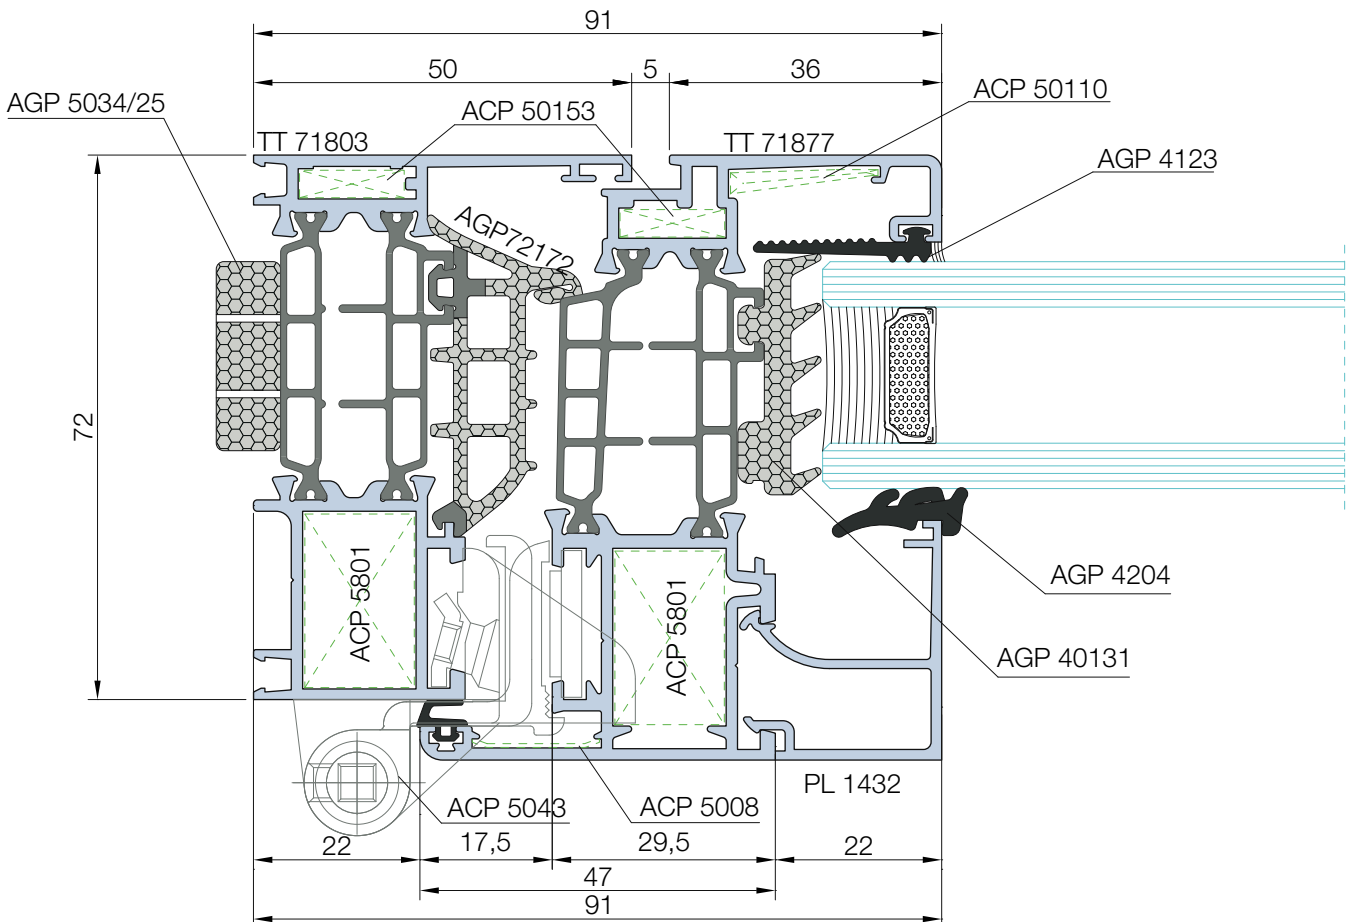 91
50 5 36
AGP 5034/25
ACP 50153
ACP 50110
TT 71803
TT 71877
AGP 4123
AGP72172
72
ACP 5801
ACP 5801
AGP 4204
AGP 40131
PL 1432
ACP 5043
ACP 5008
22 17,5 29,5 22
47
91